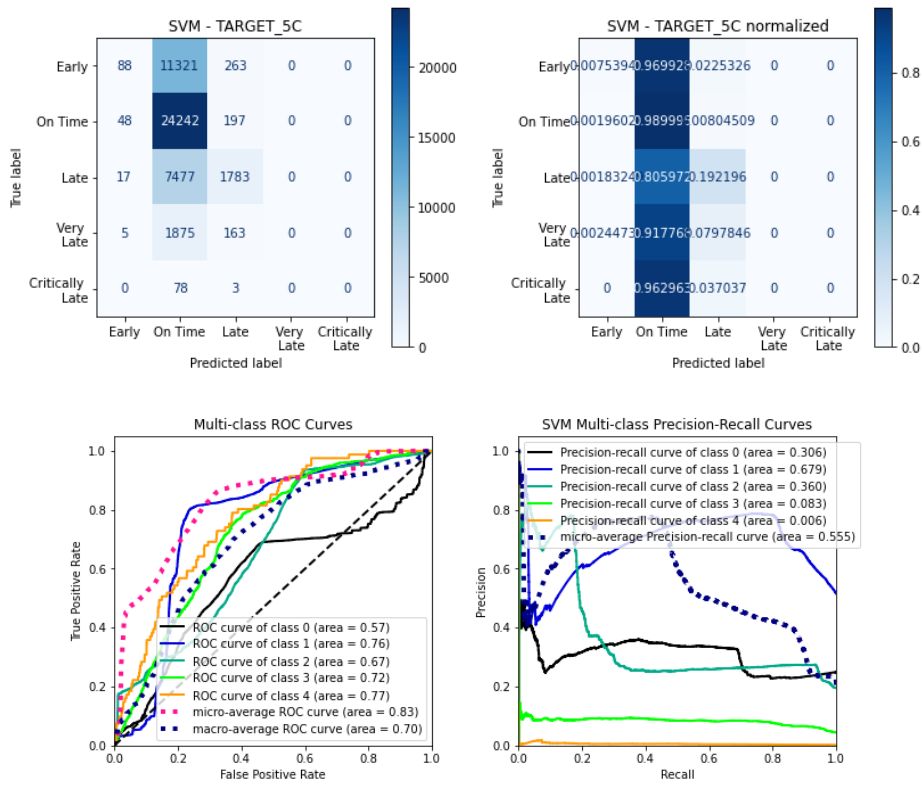 SVM - TARGET_5C
Early
On Time
Late
Very
Late
Critically
Late
True label
88 11321 263 0 0
48 24242 197 0 0
17 7477 1783 0 0
5 1875 163 0 0
0 78 3 0 0
Early On Time Late Very
Late Critically
Late
Predicted label
20000
15000
10000
5000
0
SVM - TARGET_5C normalized
Early
On Time
Late
Very
Late
Critically
Late
True label
0.0075394 0.969928 0.0225326 0 0
0.0019602 0.989995 0.00804509 0 0
0.0018324 0.805972 0.192196 0 0
0.0024473 0.917768 0.0797846 0 0
0 0.962963 0.037037 0 0
Early On Time Late Very
Late Critically
Late
Predicted label
0.8
0.6
0.4
0.2
0.0
Multi-class ROC Curves
1.0
0.8
0.6
0.4
0.2
0.0
True Positive Rate
ROC curve of class 0 (area = 0.57)
ROC curve of class 1 (area = 0.76)
ROC curve of class 2 (area = 0.67)
ROC curve of class 3 (area = 0.72)
ROC curve of class 4 (area = 0.77)
micro-average ROC curve (area = 0.83)
macro-average ROC curve (area = 0.70)
0.0 0.2 0.4 0.6 0.8 1.0
False Positive Rate
SVM Multi-class Precision-Recall Curves
1.0
0.8
0.6
0.4
0.2
0.0
Precision
Precision-recall curve of class 0 (area = 0.306)
Precision-recall curve of class 1 (area = 0.679)
Precision-recall curve of class 2 (area = 0.360)
Precision-recall curve of class 3 (area = 0.083)
Precision-recall curve of class 4 (area = 0.006)
micro-average Precision-recall curve (area = 0.555)
0.0 0.2 0.4 0.6 0.8 1.0
Recall